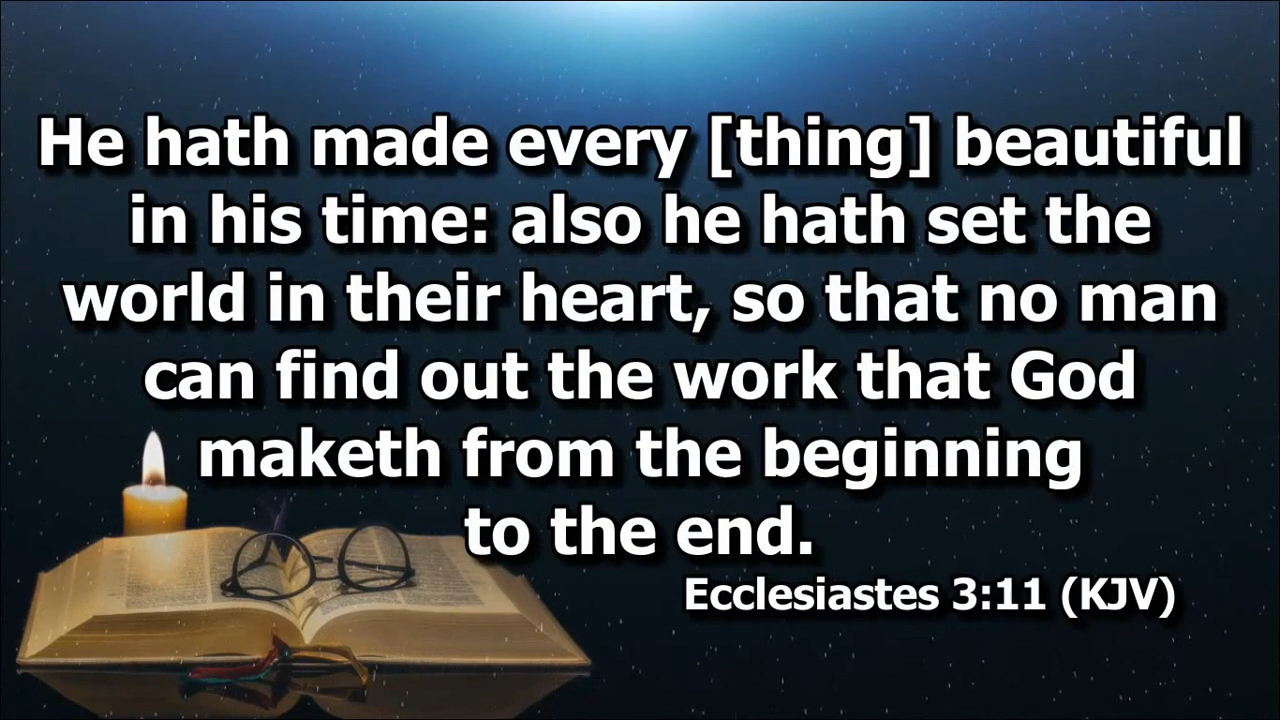 He hath made every [thing] beautiful
in his time: also he hath set the
world in their heart, so that no man
can find out the work that God
maketh from the beginning
to the end.
Ecclesiastes 3:11 (KJV)